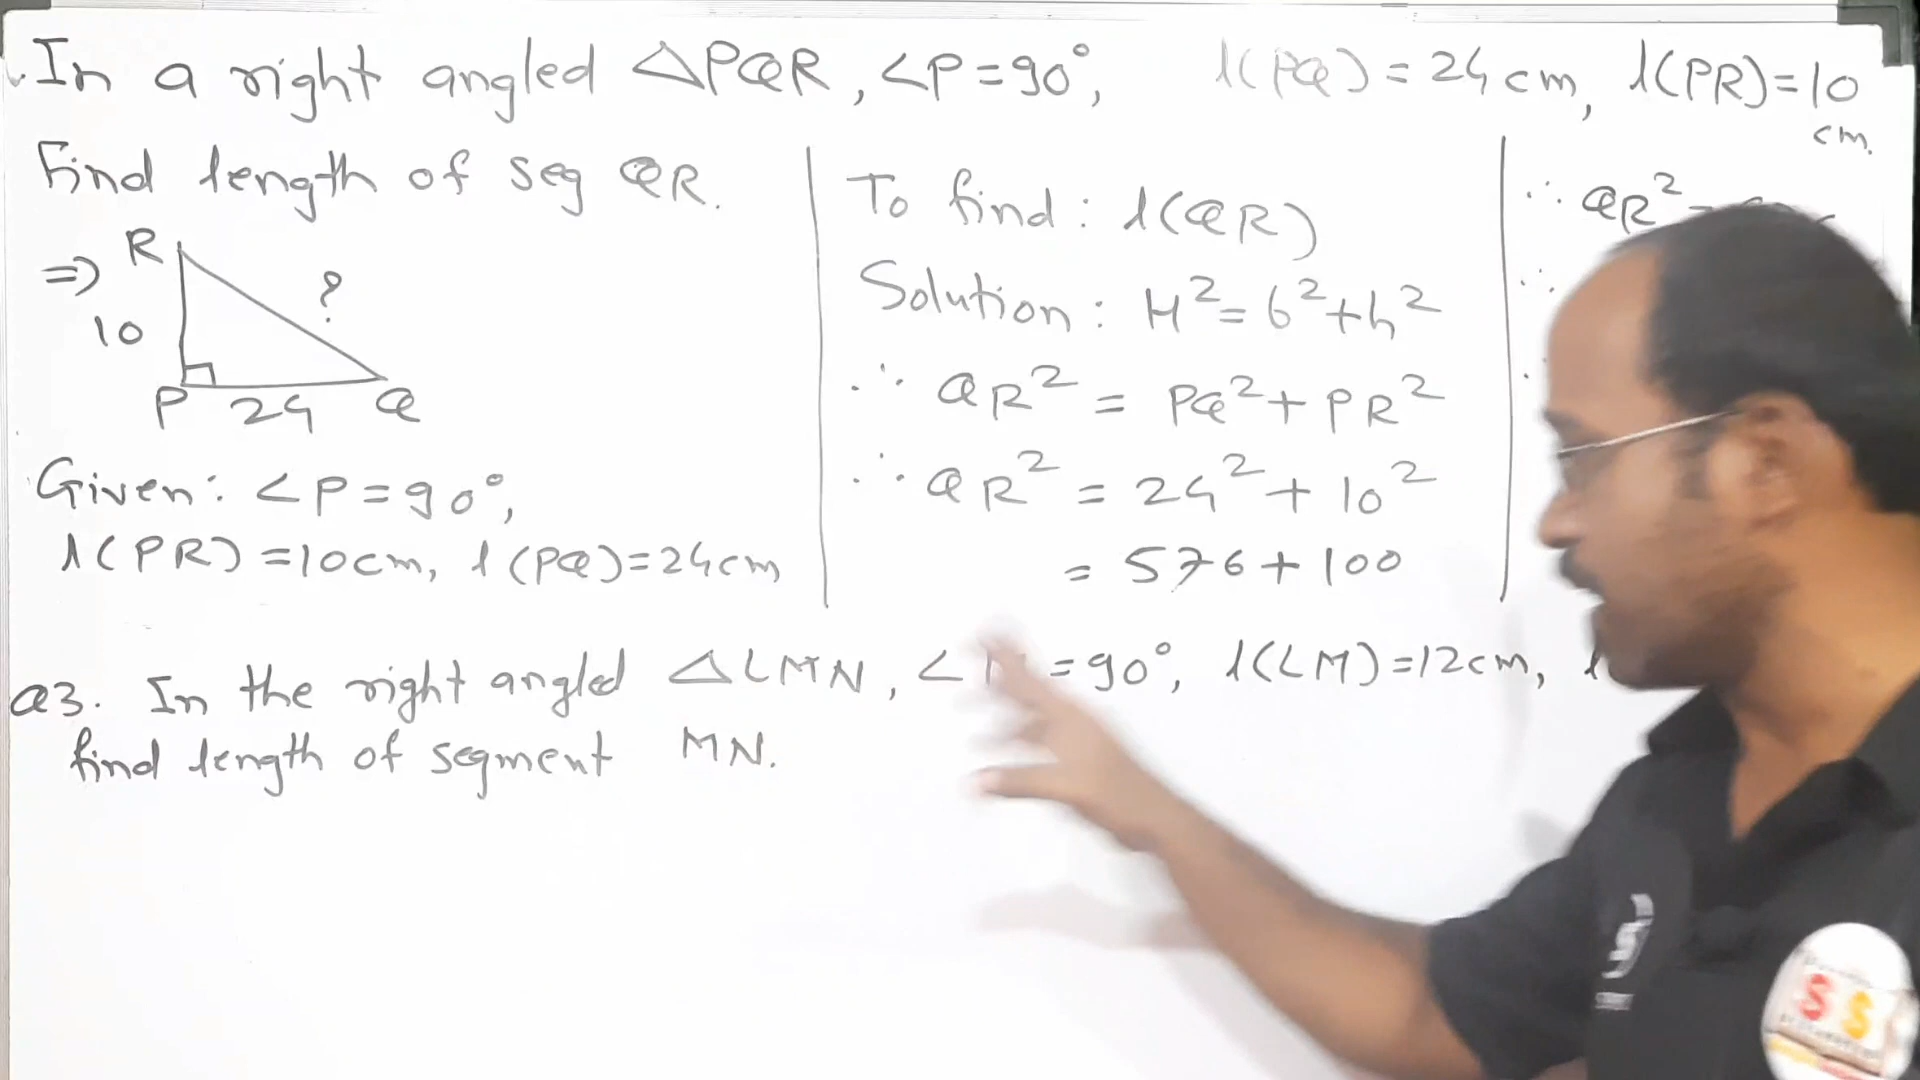 In a right angled △PQR, ∠P=90°, l(PQ)=24cm, l(PR)=10 cm.
Find length of seg QR.
⇒ R
?
10
P 24 Q
Given: ∠P=90°,
l(PR)=10cm, l(PQ)=24cm
To find: l(QR)
Solution: H²=b²+h²
∴ QR² = PQ²+PR²
∴ QR² = 24²+10²
= 576+100
∴ QR²
Q3. In the right angled △LMN, ∠ =90°, l(LM)=12cm, l
find length of segment MN.
SS